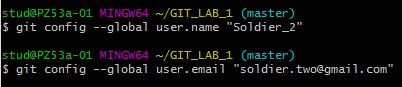 stud@PZ53a-01 MINGW64 ~/GIT_LAB_1 (master)
$ git config --global user.name "Soldier_2"
stud@PZ53a-01 MINGW64 ~/GIT_LAB_1 (master)
$ git config --global user.email "soldier.two@gmail.com"